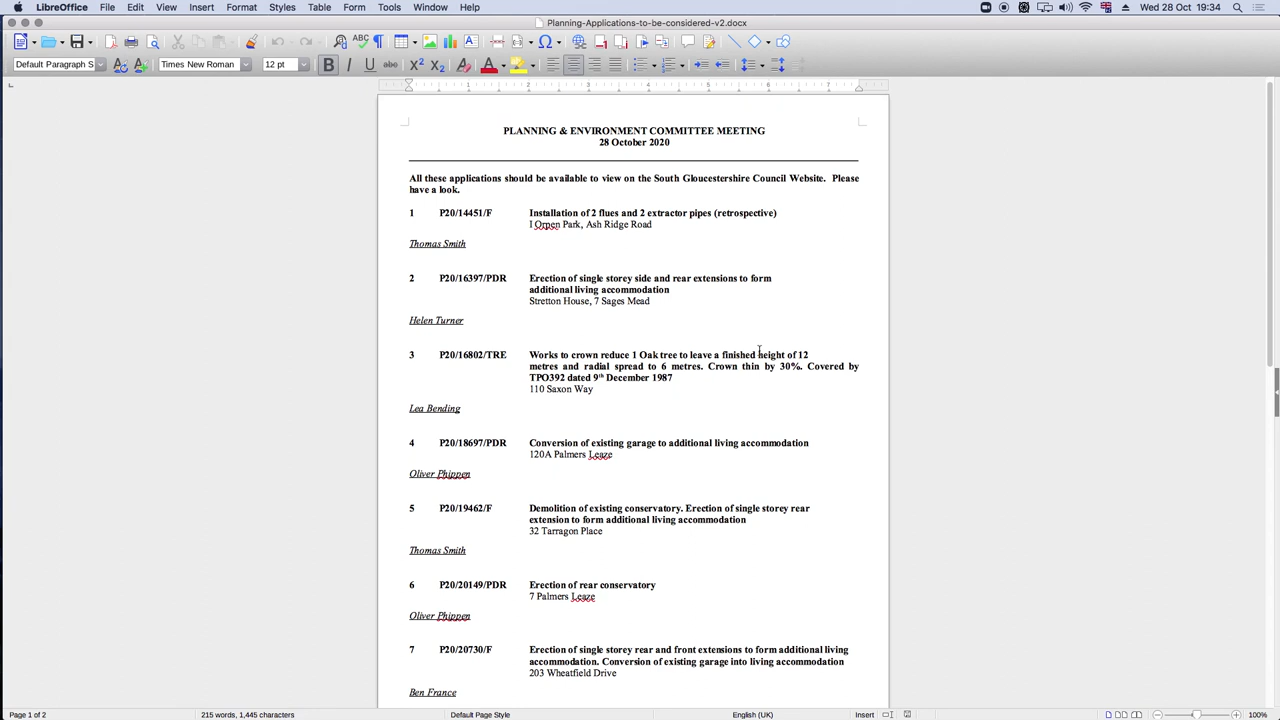 LibreOffice File Edit View Insert Format Styles Table Form Tools Window Help Wed 28 Oct 19:34
Planning-Applications-to-be-considered-v2.docx
Default Paragraph S Times New Roman 12 pt
1 2 3 4 5 6 7
PLANNING & ENVIRONMENT COMMITTEE MEETING
28 October 2020
All these applications should be available to view on the South Gloucestershire Council Website. Please
have a look.
1 P20/14451/F Installation of 2 flues and 2 extractor pipes (retrospective)
I Orpen Park, Ash Ridge Road
Thomas Smith
2 P20/16397/PDR Erection of single storey side and rear extensions to form
additional living accommodation
Stretton House, 7 Sages Mead
Helen Turner
3 P20/16802/TRE Works to crown reduce 1 Oak tree to leave a finished height of 12
metres and radial spread to 6 metres. Crown thin by 30%. Covered by
TPO392 dated 9th December 1987
110 Saxon Way
Lea Bending
4 P20/18697/PDR Conversion of existing garage to additional living accommodation
120A Palmers Leaze
Oliver Phippen
5 P20/19462/F Demolition of existing conservatory. Erection of single storey rear
extension to form additional living accommodation
32 Tarragon Place
Thomas Smith
6 P20/20149/PDR Erection of rear conservatory
7 Palmers Leaze
Oliver Phippen
7 P20/20730/F Erection of single storey rear and front extensions to form additional living
accommodation. Conversion of existing garage into living accommodation
203 Wheatfield Drive
Ben France
Page 1 of 2 215 words, 1,445 characters Default Page Style English (UK) Insert 100%